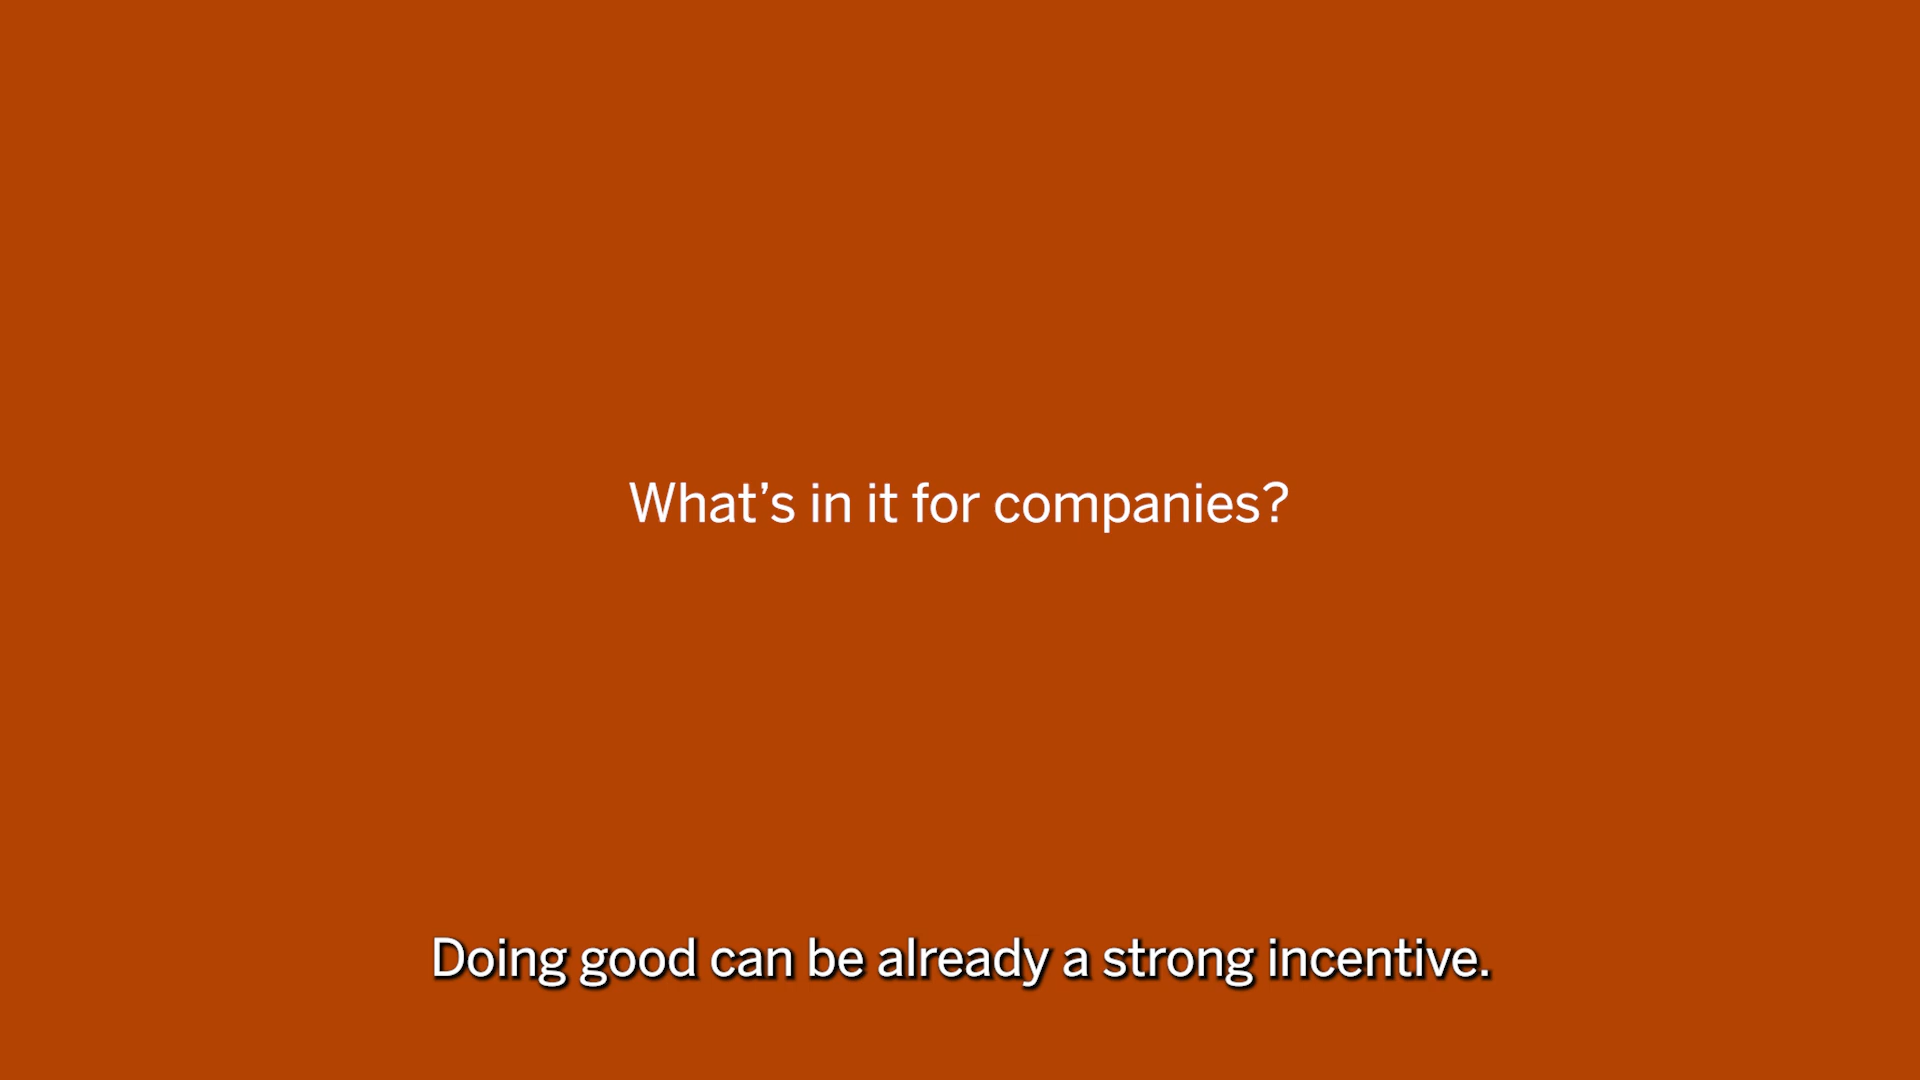 What’s in it for companies?
Doing good can be already a strong incentive.